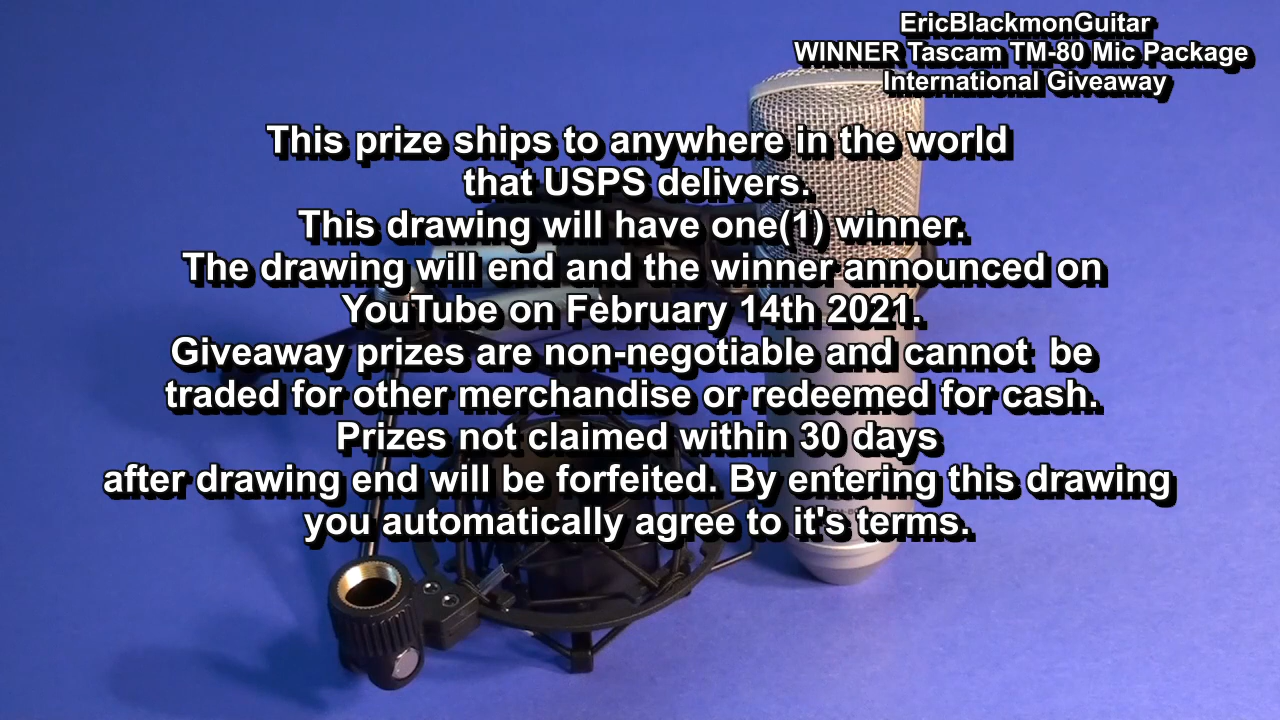 EricBlackmonGuitar
WINNER Tascam TM-80 Mic Package
International Giveaway
This prize ships to anywhere in the world
that USPS delivers.
This drawing will have one(1) winner.
The drawing will end and the winner announced on
YouTube on February 14th 2021.
Giveaway prizes are non-negotiable and cannot  be
traded for other merchandise or redeemed for cash.
Prizes not claimed within 30 days
after drawing end will be forfeited. By entering this drawing
you automatically agree to it's terms.